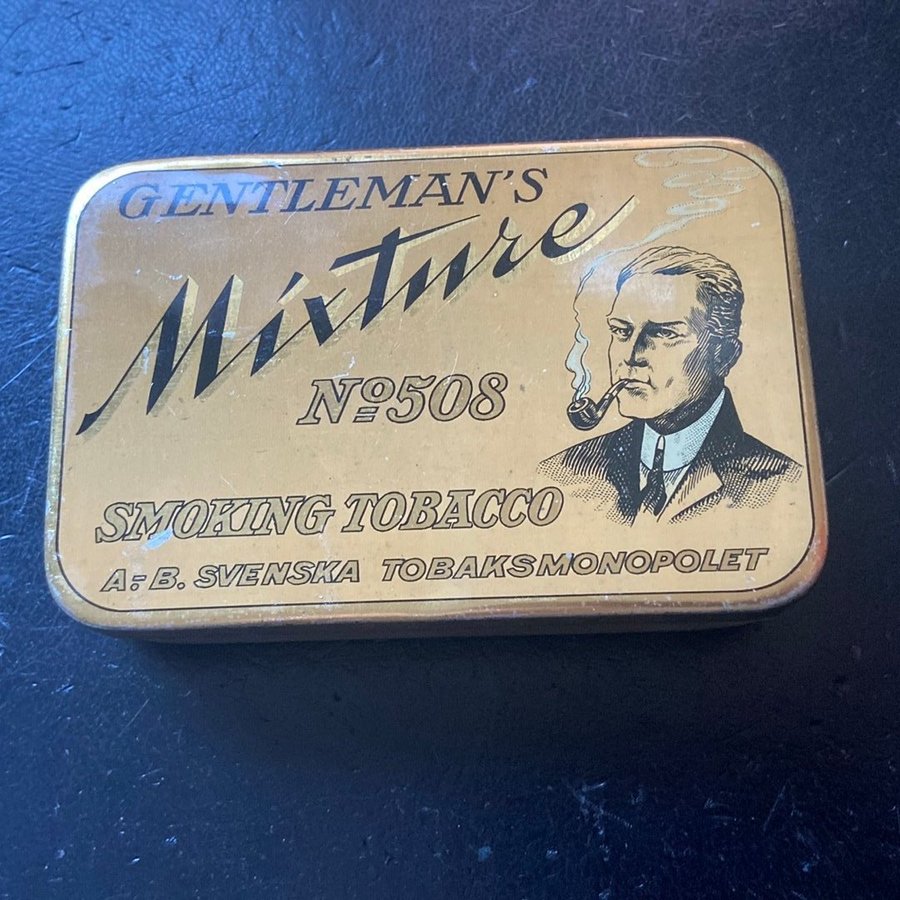 GENTLEMAN'S
Mixture
Nº508
SMOKING TOBACCO
A.-B. SVENSKA TOBAKSMONOPOLET